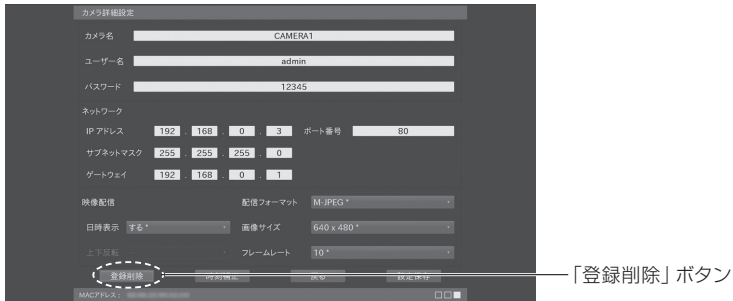 カメラ詳細設定
カメラ名 CAMERA1
ユーザー名 admin
パスワード 12345
ネットワーク
IP アドレス 192 . 168 . 0 . 3 ポート番号 80
サブネットマスク 255 . 255 . 255 . 0
ゲートウェイ 192 . 168 . 0 . 1
映像配信 配信フォーマット M-JPEG *
日時表示 する * 画像サイズ 640 x 480 *
上下反転 フレームレート 10 *
登録削除 時刻補正 戻る 設定保存
「登録削除」ボタン
MACアドレス :